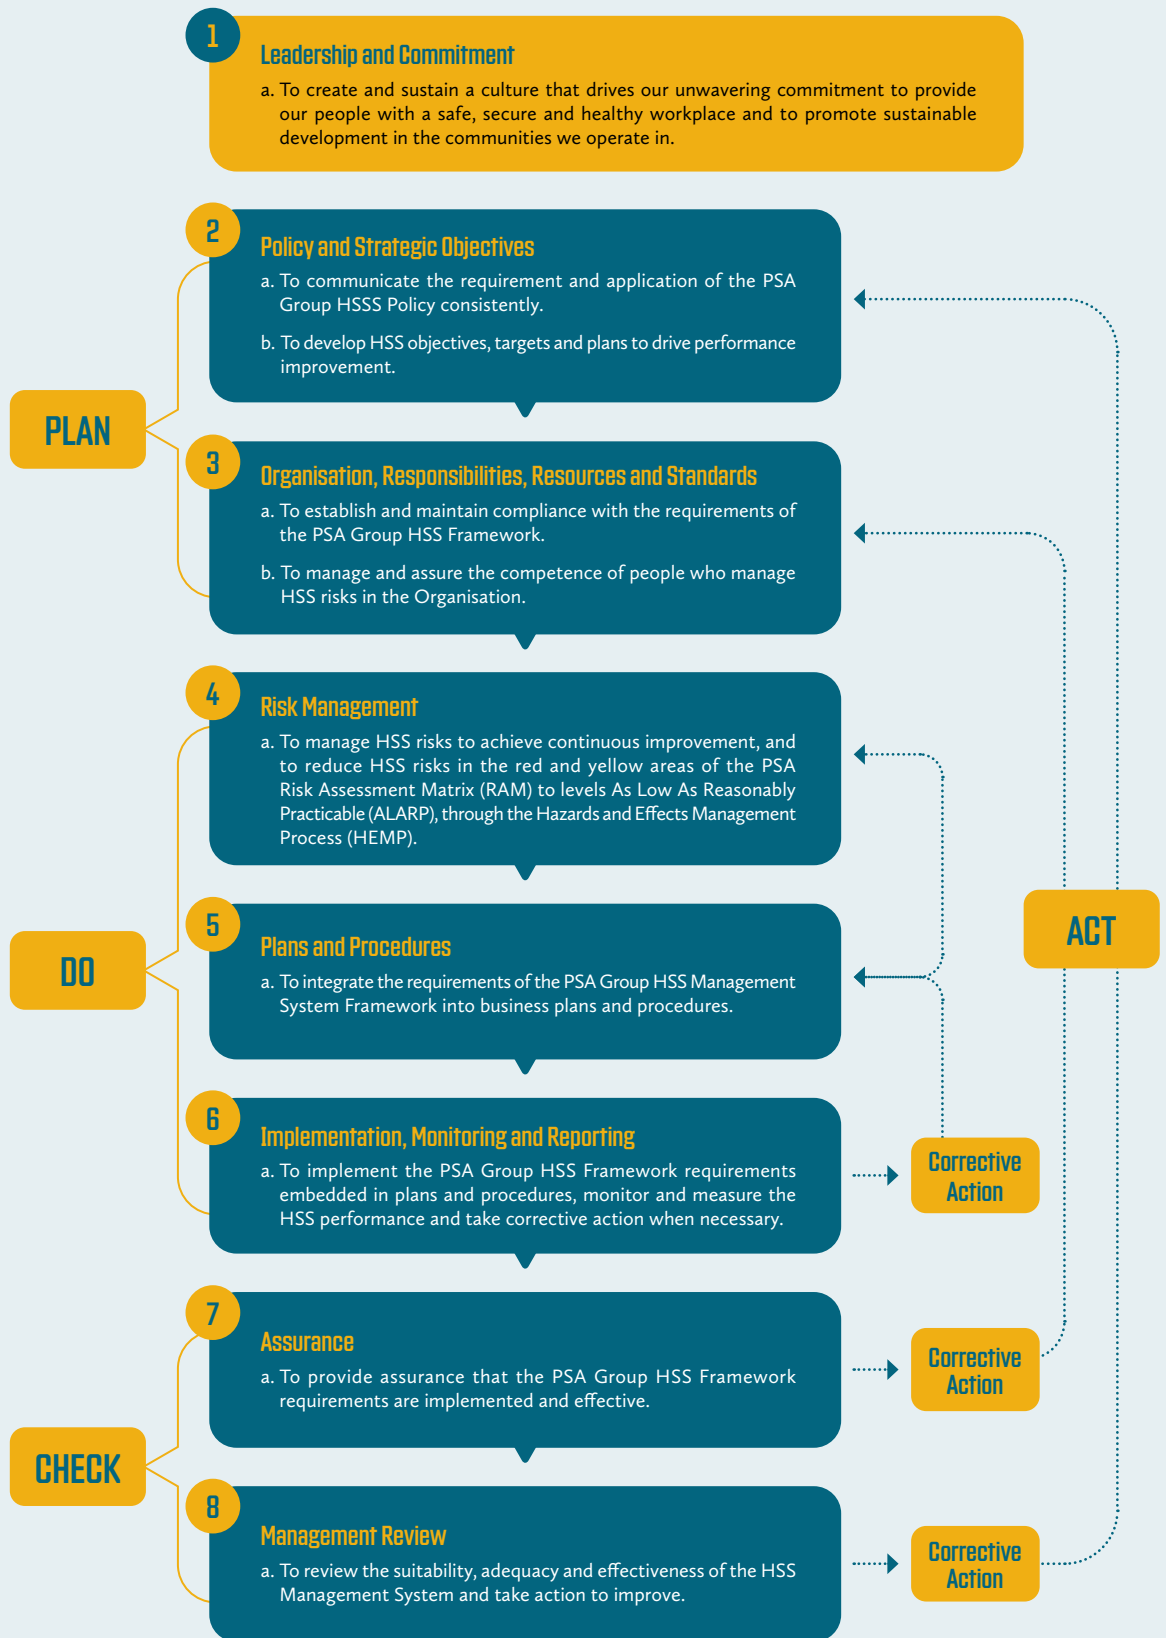 1
Leadership and Commitment
a. To create and sustain a culture that drives our unwavering commitment to provide
our people with a safe, secure and healthy workplace and to promote sustainable
development in the communities we operate in.
2
Policy and Strategic Objectives
a. To communicate the requirement and application of the PSA
Group HSSS Policy consistently.
b. To develop HSS objectives, targets and plans to drive performance
improvement.
PLAN
3
Organisation, Responsibilities, Resources and Standards
a. To establish and maintain compliance with the requirements of
the PSA Group HSS Framework.
b. To manage and assure the competence of people who manage
HSS risks in the Organisation.
4
Risk Management
a. To manage HSS risks to achieve continuous improvement, and
to reduce HSS risks in the red and yellow areas of the PSA
Risk Assessment Matrix (RAM) to levels As Low As Reasonably
Practicable (ALARP), through the Hazards and Effects Management
Process (HEMP).
DO
5
Plans and Procedures
a. To integrate the requirements of the PSA Group HSS Management
System Framework into business plans and procedures.
ACT
6
Implementation, Monitoring and Reporting
a. To implement the PSA Group HSS Framework requirements
embedded in plans and procedures, monitor and measure the
HSS performance and take corrective action when necessary.
Corrective
Action
7
Assurance
a. To provide assurance that the PSA Group HSS Framework
requirements are implemented and effective.
Corrective
Action
CHECK
8
Management Review
a. To review the suitability, adequacy and effectiveness of the HSS
Management System and take action to improve.
Corrective
Action